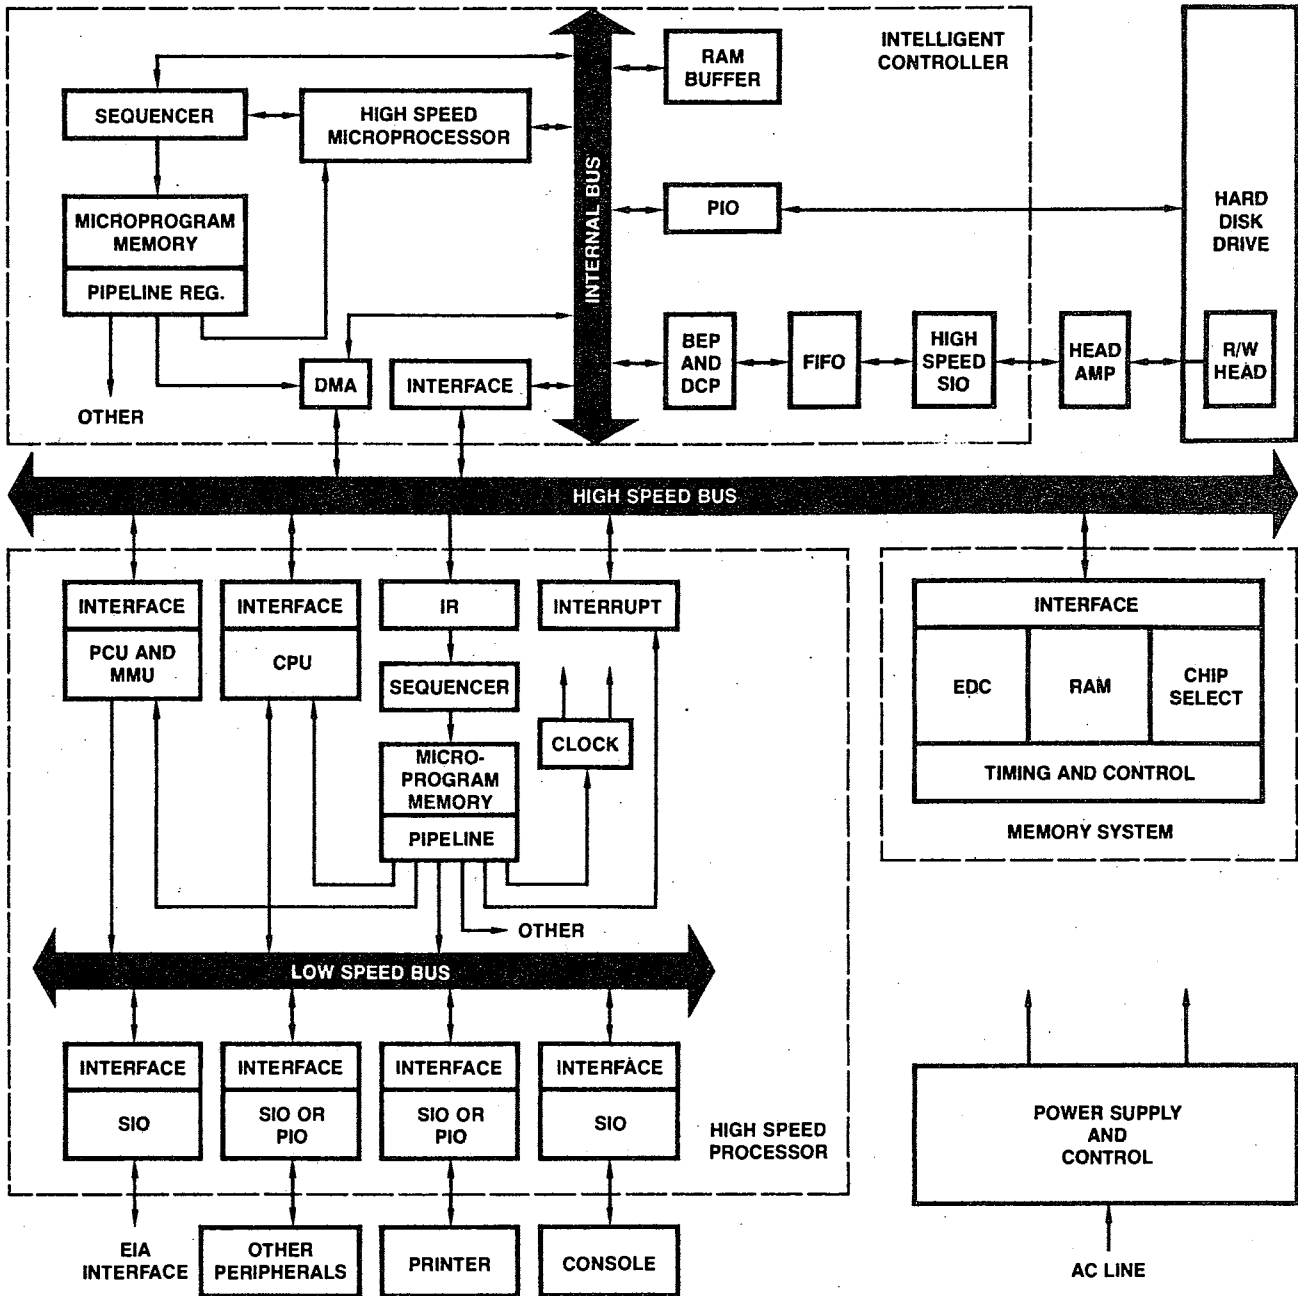 INTELLIGENT
CONTROLLER
SEQUENCER
HIGH SPEED
MICROPROCESSOR
RAM
BUFFER
MICROPROGRAM
MEMORY
PIPELINE REG.
INTERNAL BUS
PIO
HARD
DISK
DRIVE
OTHER
DMA
INTERFACE
BEP
AND
DCP
FIFO
HIGH
SPEED
SIO
HEAD
AMP
R/W
HEAD
HIGH SPEED BUS
INTERFACE
PCU AND
MMU
INTERFACE
CPU
IR
SEQUENCER
MICRO-
PROGRAM
MEMORY
PIPELINE
INTERRUPT
CLOCK
OTHER
INTERFACE
EDC
RAM
CHIP
SELECT
TIMING AND CONTROL
MEMORY SYSTEM
LOW SPEED BUS
INTERFACE
SIO
INTERFACE
SIO OR
PIO
INTERFACE
SIO OR
PIO
INTERFACE
SIO
HIGH SPEED
PROCESSOR
EIA
INTERFACE
OTHER
PERIPHERALS
PRINTER
CONSOLE
POWER SUPPLY
AND
CONTROL
AC LINE